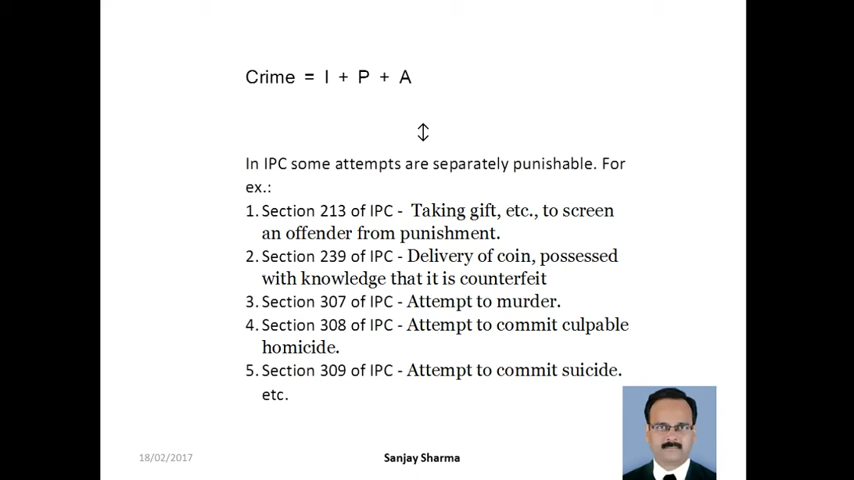 Crime = I + P + A
↕
In IPC some attempts are separately punishable. For
ex.:
1. Section 213 of IPC - Taking gift, etc., to screen
an offender from punishment.
2. Section 239 of IPC - Delivery of coin, possessed
with knowledge that it is counterfeit
3. Section 307 of IPC - Attempt to murder.
4. Section 308 of IPC - Attempt to commit culpable
homicide.
5. Section 309 of IPC - Attempt to commit suicide.
etc.
18/02/2017
Sanjay Sharma